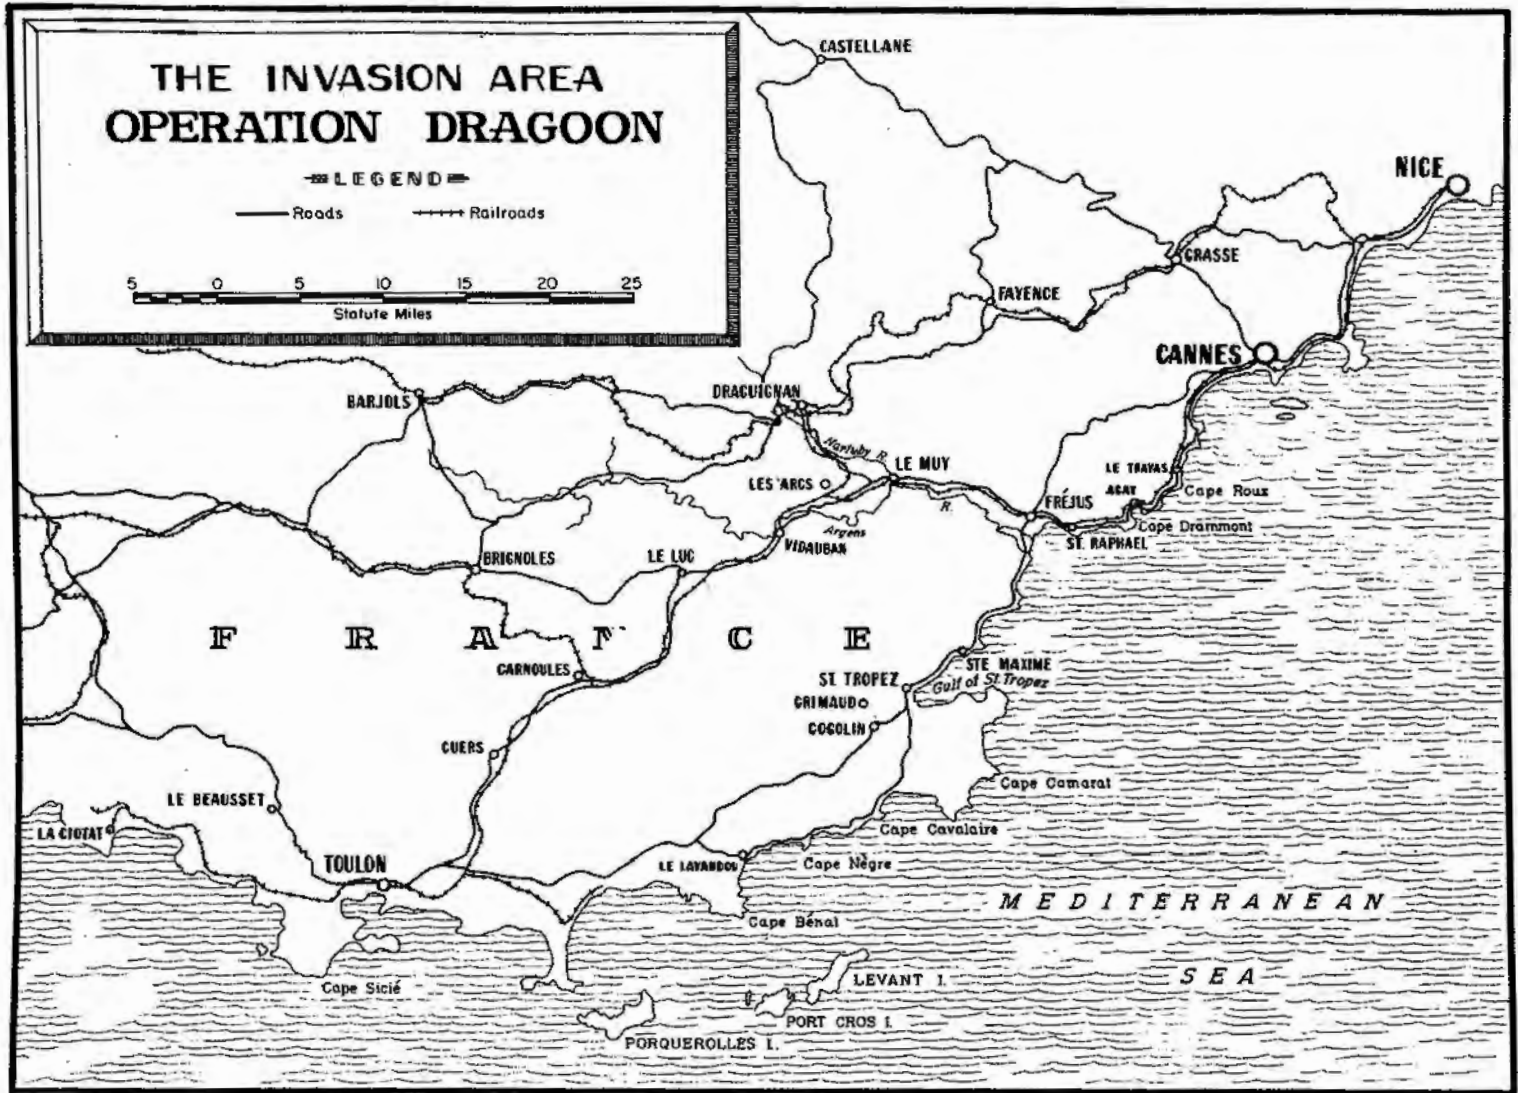 THE INVASION AREA
OPERATION DRAGOON
LEGEND
Roads Railroads
5 0 5 10 15 20 25
Statute Miles
CASTELLANE
NICE
GRASSE
FAYENCE
CANNES
BARJOLS
DRAGUIGNAN
Nartuby R.
LE MUY
LES ARCS
LE TRAYAS
AGAY
Cape Roux
FRÉJUS
R.
Argens
Cape Drammont
ST. RAPHAEL
VIDAUBAN
BRIGNOLES
LE LUC
FRANCE
CARNOULES
STE MAXIME
ST. TROPEZ
Gulf of St. Tropez
GRIMAUD
COGOLIN
CUERS
Cape Camarat
LE BEAUSSET
LA CIOTAT
Cape Cavalaire
TOULON
LE LAVANDOU
Cape Nègre
MEDITERRANEAN
SEA
Cape Bénat
Cape Sicié
LEVANT I.
PORT CROS I.
PORQUEROLLES I.